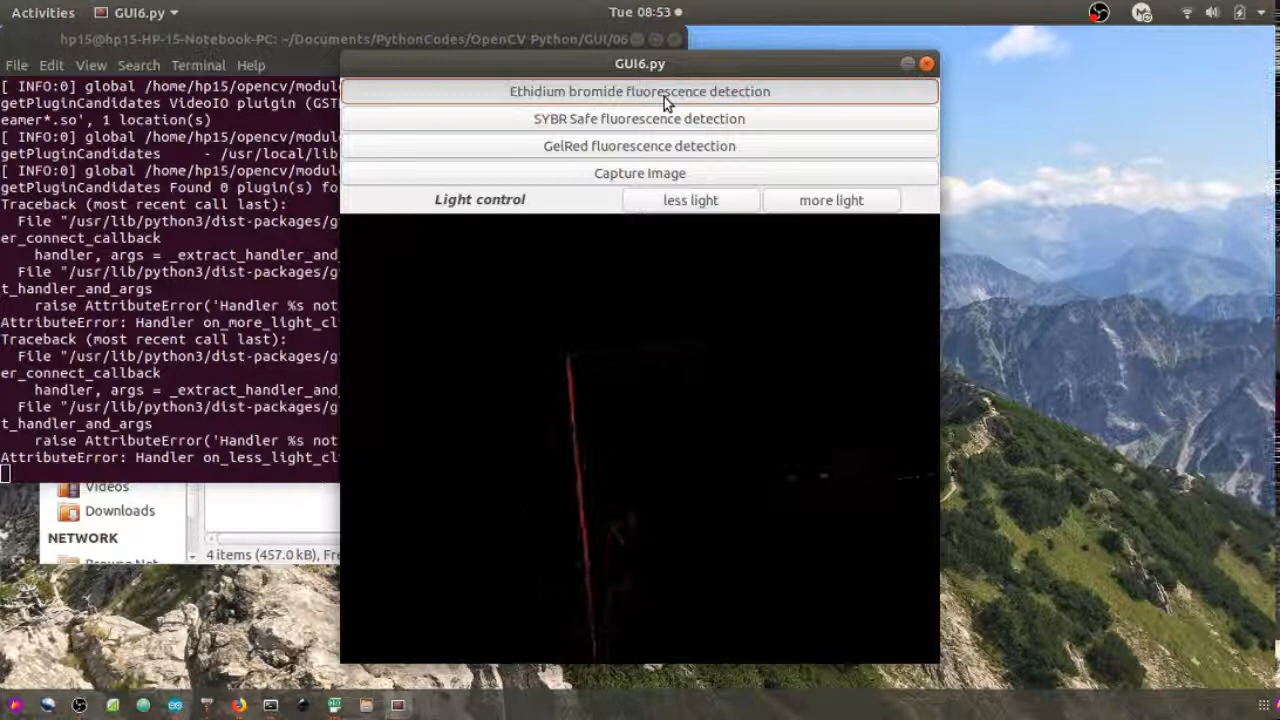 Activities GUI6.py Tue 08:53
hp15@hp15-HP-15-Notebook-PC: ~/Documents/PythonCodes/OpenCV Python/GUI/06
File Edit View Search Terminal Help
[ INFO:0] global /home/hp15/opencv/modul
getPluginCandidates VideoIO pluigin (GST
eamer*.so', 1 location(s)
[ INFO:0] global /home/hp15/opencv/modul
getPluginCandidates - /usr/local/lib
[ INFO:0] global /home/hp15/opencv/modul
getPluginCandidates Found 0 plugin(s) fo
Traceback (most recent call last):
File "/usr/lib/python3/dist-packages/g
er_connect_callback
handler, args = _extract_handler_and_
File "/usr/lib/python3/dist-packages/g
t_handler_and_args
raise AttributeError('Handler %s not
AttributeError: Handler on_more_light_cl
Traceback (most recent call last):
File "/usr/lib/python3/dist-packages/g
er_connect_callback
handler, args = _extract_handler_and_
File "/usr/lib/python3/dist-packages/g
t_handler_and_args
raise AttributeError('Handler %s not
AttributeError: Handler on_less_light_cl
GUI6.py
Ethidium bromide fluorescence detection
SYBR Safe fluorescence detection
GelRed fluorescence detection
Capture Image
Light control less light more light
Videos
Downloads
NETWORK
4 items (457.0 kB), Fre